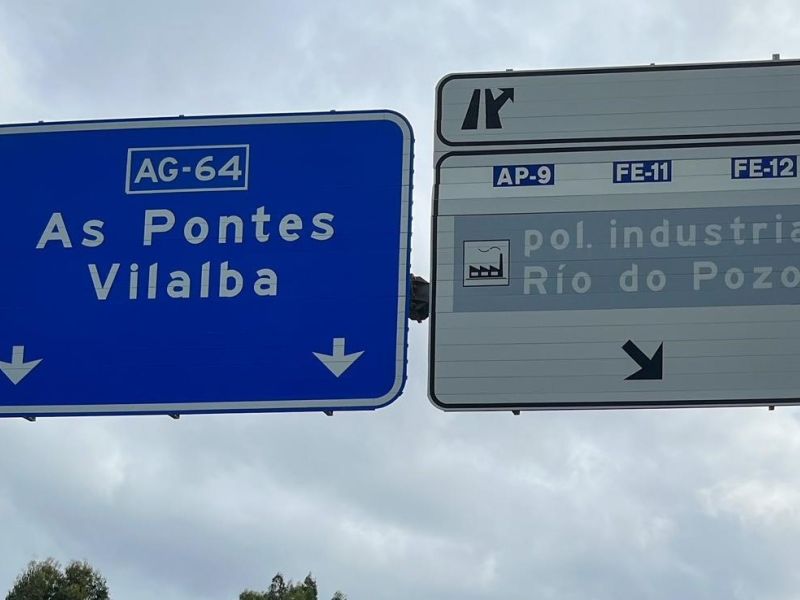 AG-64
As Pontes
Vilalba
AP-9 FE-11 FE-12
pol. industria
Río do Pozo